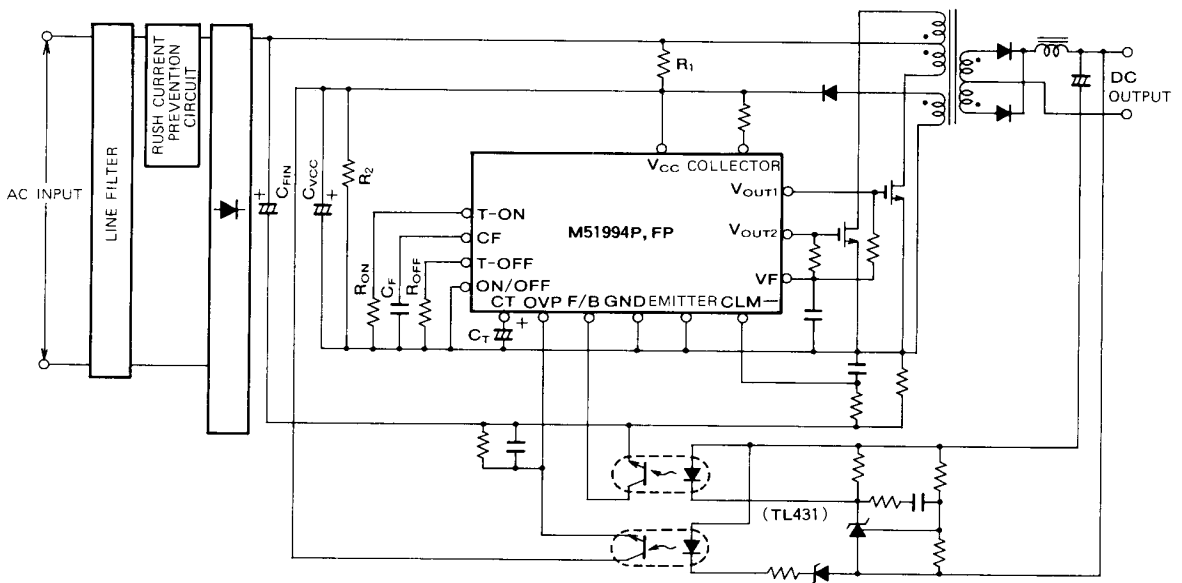 AC INPUT
LINE FILTER
RUSH CURRENT
PREVENTION
CIRCUIT
+
CFIN
CVCC
+
R2
R1
RON
CF
ROFF
VCC COLLECTOR
VOUT1
VOUT2
VF
M51994P, FP
T-ON
CF
T-OFF
ON/OFF
CT OVP F/B GND EMITTER CLM—
CT
+
DC
OUTPUT
(TL431)